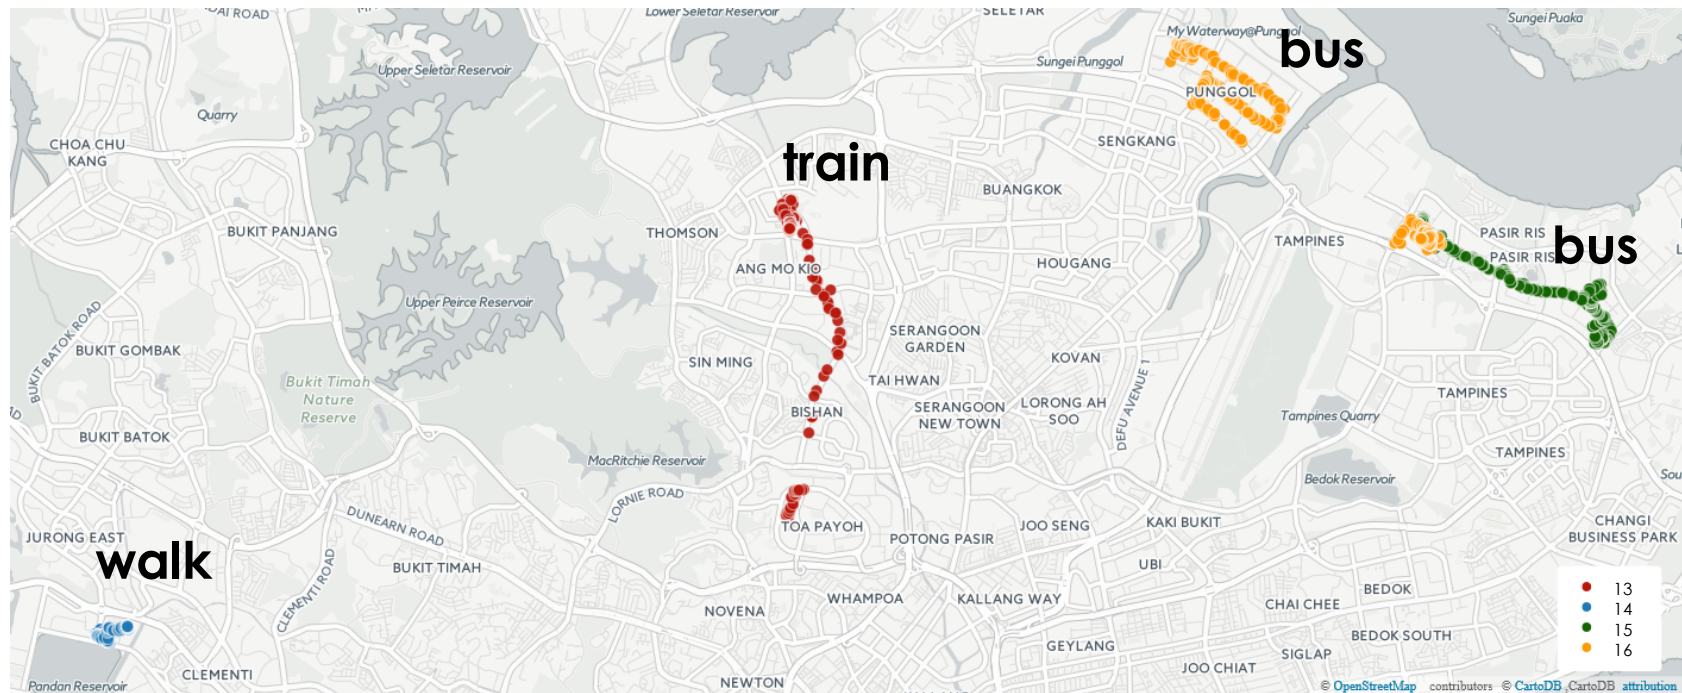 DAI ROAD
Lower Seletar Reservoir
SELETAR
Sungei Puaka
My Waterway@Punggol
bus
Upper Seletar Reservoir
Sungei Punggol
PUNGGOL
Quarry
CHOA CHU
KANG
SENGKANG
train
BUANGKOK
BUKIT PANJANG
THOMSON
TAMPINES
PASIR RIS
bus
PASIR RIS
ANG MO KIO
HOUGANG
Upper Peirce Reservoir
BUKIT BATOK ROAD
SERANGOON
GARDEN
BUKIT GOMBAK
SIN MING
KOVAN
DEFU AVENUE 1
Bukit Timah
Nature
Reserve
TAI HWAN
TAMPINES
BISHAN
SERANGOON
NEW TOWN
LORONG AH
SOO
Tampines Quarry
AD
BUKIT BATOK
MacRitchie Reservoir
TAMPINES
Bedok Reservoir
Sou
LORNIE ROAD
DUNEARN ROAD
TOA PAYOH
JOO SENG
KAKI BUKIT
CHANGI
BUSINESS PARK
JURONG EAST
POTONG PASIR
walk
CLEMENTI ROAD
BUKIT TIMAH
UBI
NOVENA
WHAMPOA
KALLANG WAY
CHAI CHEE
BEDOK
13
14
15
16
BEDOK SOUTH
GEYLANG
SIGLAP
JOO CHIAT
CLEMENTI
Pandan Reservoir
NEWTON
© OpenStreetMap contributors © CartoDB ,CartoDB attribution